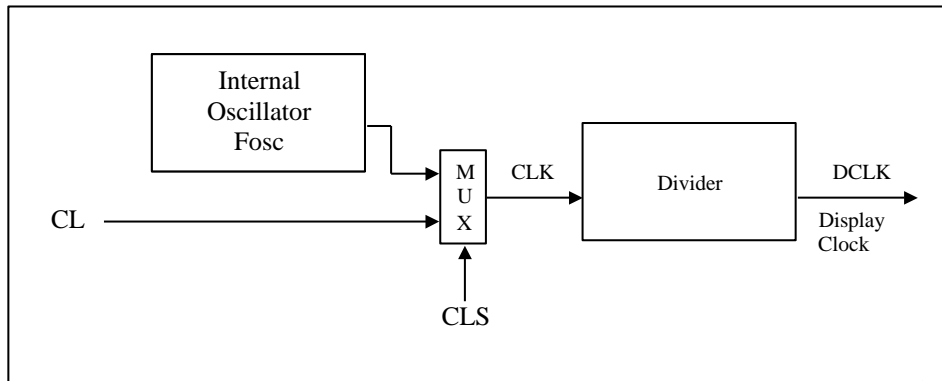 Internal
Oscillator
Fosc
M
U
X
CLK
Divider
DCLK
CL
Display
Clock
CLS